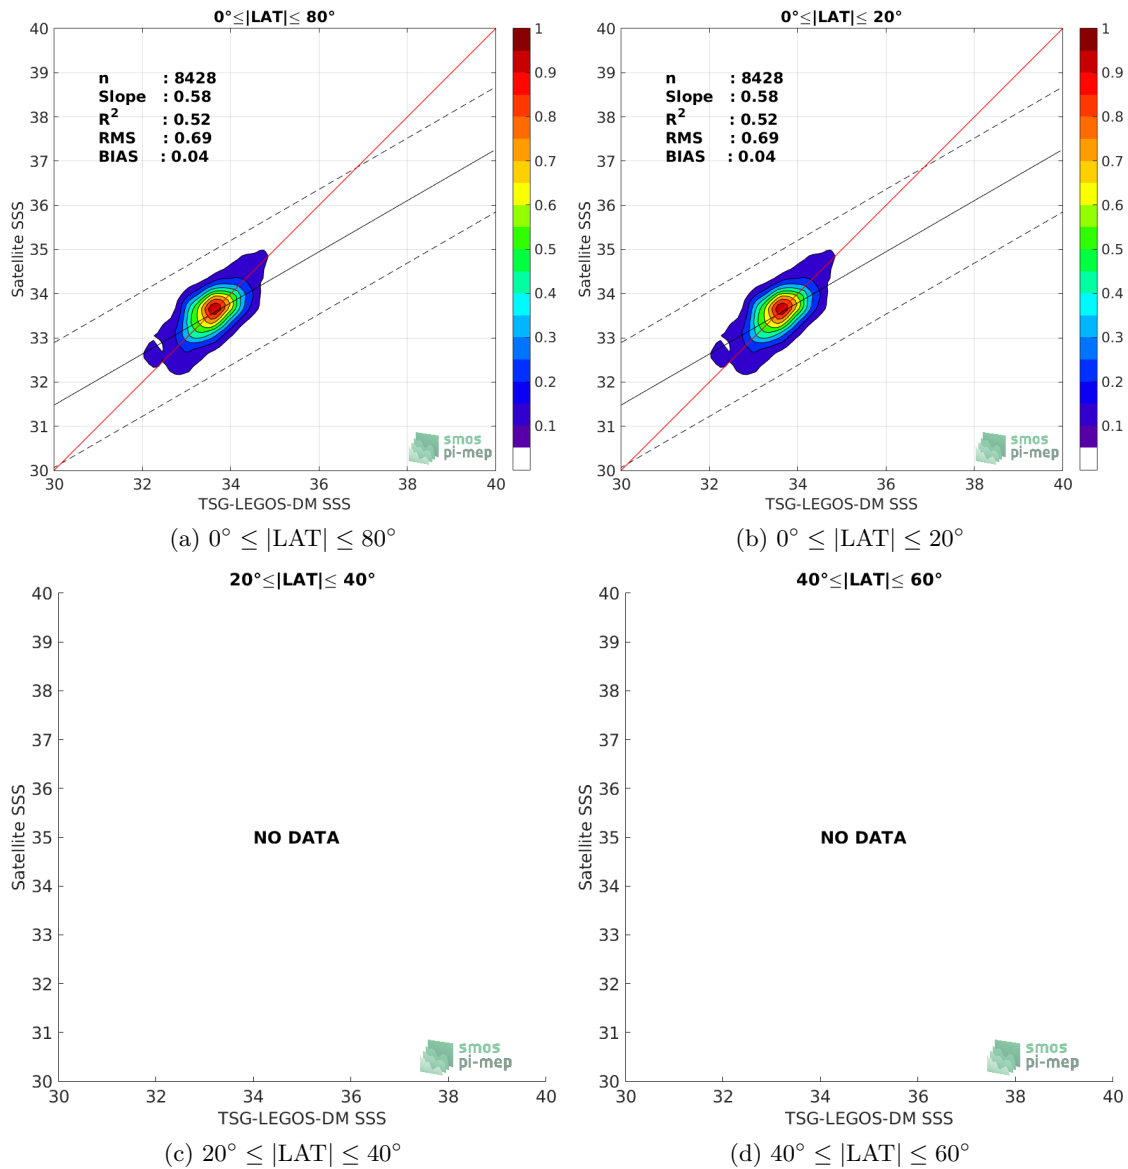 0°≤|LAT|≤ 80°
40
39
38
37
36
35
34
33
32
31
30
Satellite SSS
n : 8428
Slope : 0.58
R² : 0.52
RMS : 0.69
BIAS : 0.04
smos
pi-mep
30 32 34 36 38 40
TSG-LEGOS-DM SSS
1
0.9
0.8
0.7
0.6
0.5
0.4
0.3
0.2
0.1
(a) 0° ≤ |LAT| ≤ 80°
0°≤|LAT|≤ 20°
40
39
38
37
36
35
34
33
32
31
30
Satellite SSS
n : 8428
Slope : 0.58
R² : 0.52
RMS : 0.69
BIAS : 0.04
smos
pi-mep
30 32 34 36 38 40
TSG-LEGOS-DM SSS
1
0.9
0.8
0.7
0.6
0.5
0.4
0.3
0.2
0.1
(b) 0° ≤ |LAT| ≤ 20°
20°≤|LAT|≤ 40°
40
39
38
37
36
35
34
33
32
31
30
Satellite SSS
NO DATA
smos
pi-mep
30 32 34 36 38 40
TSG-LEGOS-DM SSS
(c) 20° ≤ |LAT| ≤ 40°
40°≤|LAT|≤ 60°
40
39
38
37
36
35
34
33
32
31
30
Satellite SSS
NO DATA
smos
pi-mep
30 32 34 36 38 40
TSG-LEGOS-DM SSS
(d) 40° ≤ |LAT| ≤ 60°